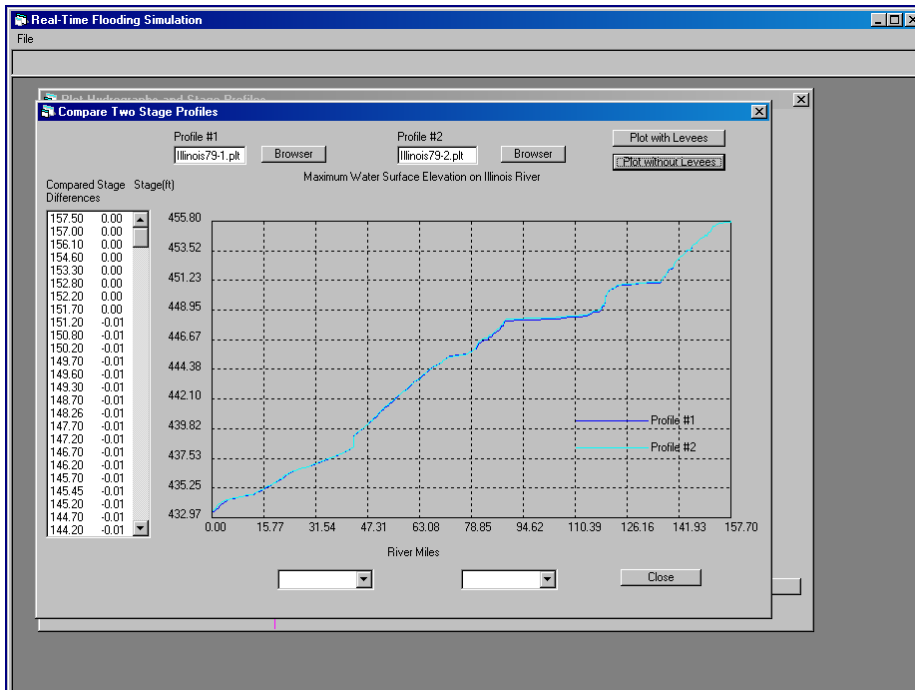 Real-Time Flooding Simulation
File
Plot Hydrographs and Stage Profiles
Compare Two Stage Profiles
Profile #1
Profile #2
Plot with Levees
Illinois79-1.plt
Browser
Illinois79-2.plt
Browser
Plot without Levees
Maximum Water Surface Elevation on Illinois River
Compared Stage Stage(ft)
Differences
157.50 0.00
157.00 0.00
156.10 0.00
154.60 0.00
153.30 0.00
152.80 0.00
152.20 0.00
151.70 0.00
151.20 -0.01
150.80 -0.01
150.20 -0.01
149.70 -0.01
149.60 -0.01
149.30 -0.01
148.70 -0.01
148.26 -0.01
147.70 -0.01
147.20 -0.01
146.70 -0.01
146.20 -0.01
145.70 -0.01
145.45 -0.01
145.20 -0.01
144.70 -0.01
144.20 -0.01
455.80
453.52
451.23
448.95
446.67
444.38
442.10
439.82
437.53
435.25
432.97
Profile #1
Profile #2
0.00 15.77 31.54 47.31 63.08 78.85 94.62 110.39 126.16 141.93 157.70
River Miles
Close